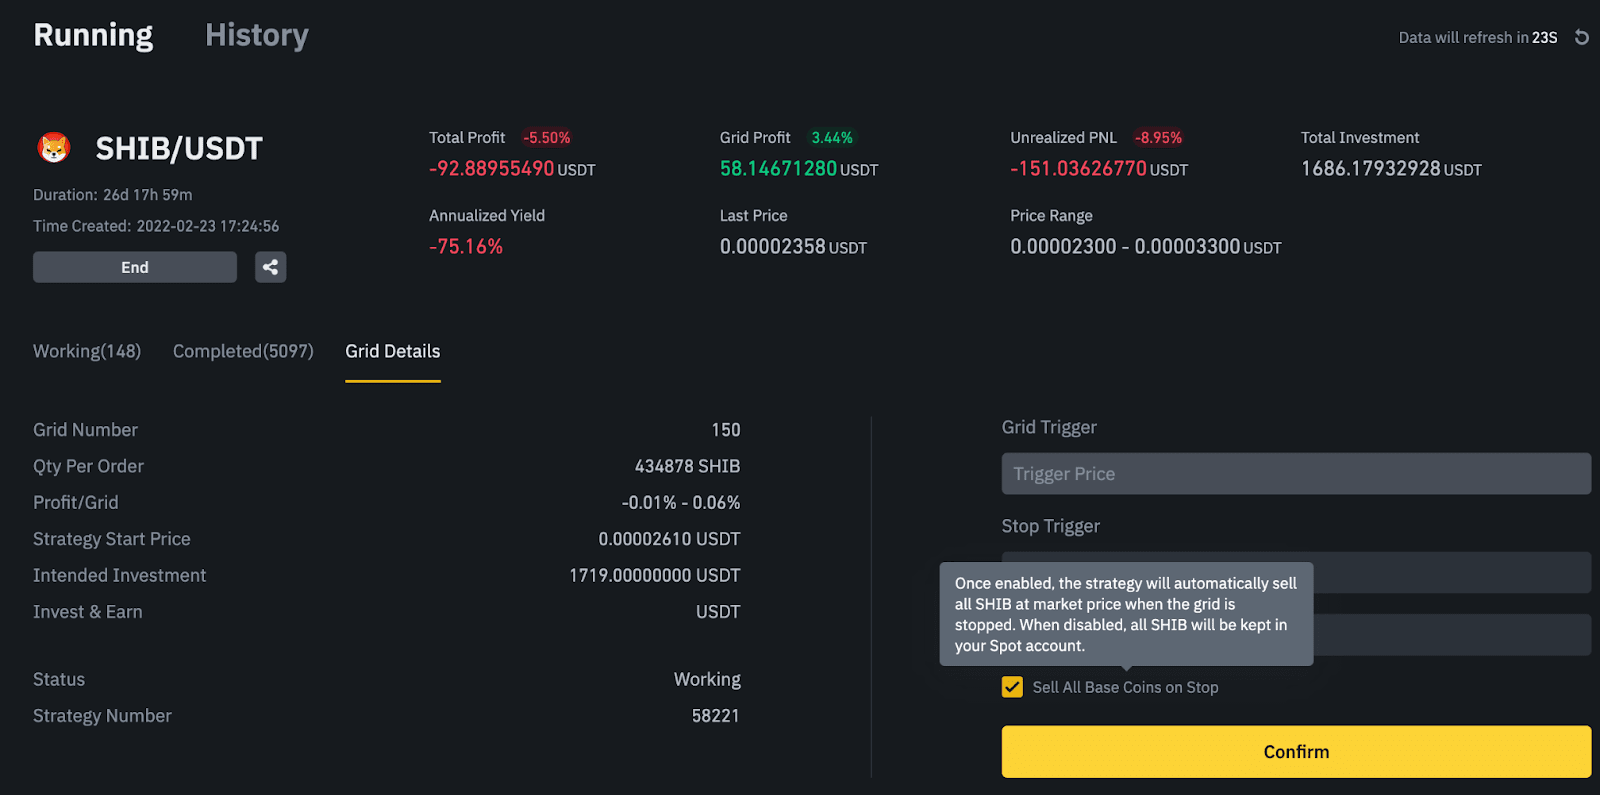 Running History
Data will refresh in 23S
SHIB/USDT
Duration: 26d 17h 59m
Time Created: 2022-02-23 17:24:56
End
Total Profit -5.50%
-92.88955490 USDT
Grid Profit 3.44%
58.14671280 USDT
Unrealized PNL -8.95%
-151.03626770 USDT
Total Investment
1686.17932928 USDT
Annualized Yield
-75.16%
Last Price
0.00002358 USDT
Price Range
0.00002300 - 0.00003300 USDT
Working(148) Completed(5097) Grid Details
Grid Number 150
Qty Per Order 434878 SHIB
Profit/Grid -0.01% - 0.06%
Strategy Start Price 0.00002610 USDT
Intended Investment 1719.00000000 USDT
Invest & Earn USDT
Status Working
Strategy Number 58221
Grid Trigger
Trigger Price
Stop Trigger
Once enabled, the strategy will automatically sell
all SHIB at market price when the grid is
stopped. When disabled, all SHIB will be kept in
your Spot account.
Sell All Base Coins on Stop
Confirm